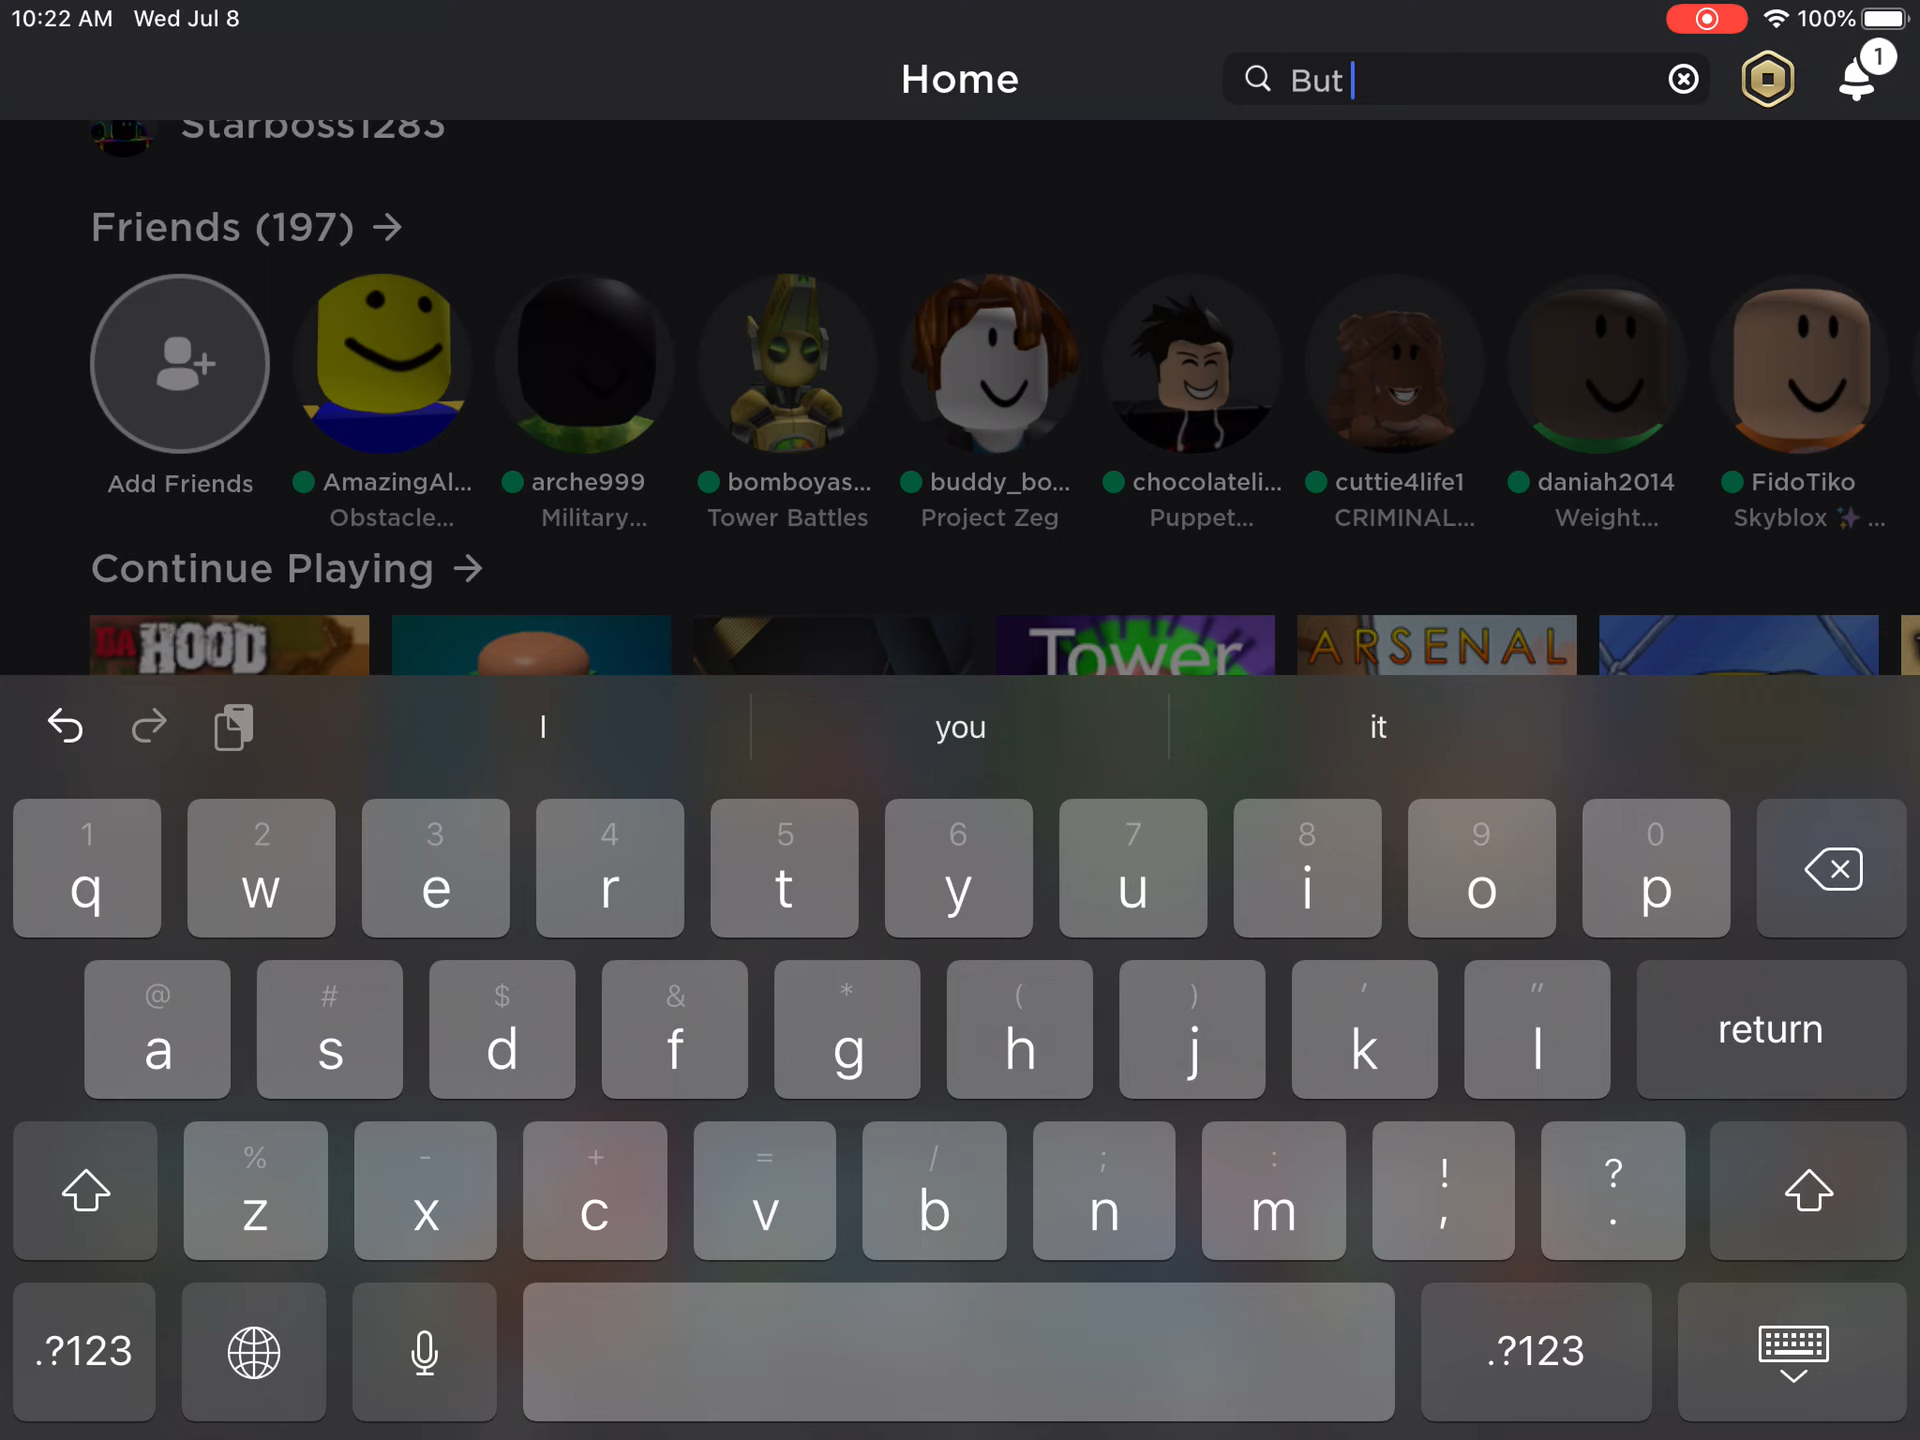 10:22 AM Wed Jul 8 100%
Home
But
1
Starboss1283
Friends (197) →
Add Friends
AmazingAl...
Obstacle...
arche999
Military...
bomboyas...
Tower Battles
buddy_bo...
Project Zeg
chocolateli...
Puppet...
cuttie4life1
CRIMINAL...
daniah2014
Weight...
FidoTiko
Skyblox ✨ ...
Continue Playing →
DA HOOD
Tower
ARSENAL
I you it
1 2 3 4 5 6 7 8 9 0
q w e r t y u i o p
@ # $ & * ( ) ' "
a s d f g h j k l return
% - + = / ; : ! ?
z x c v b n m , .
.?123 .?123